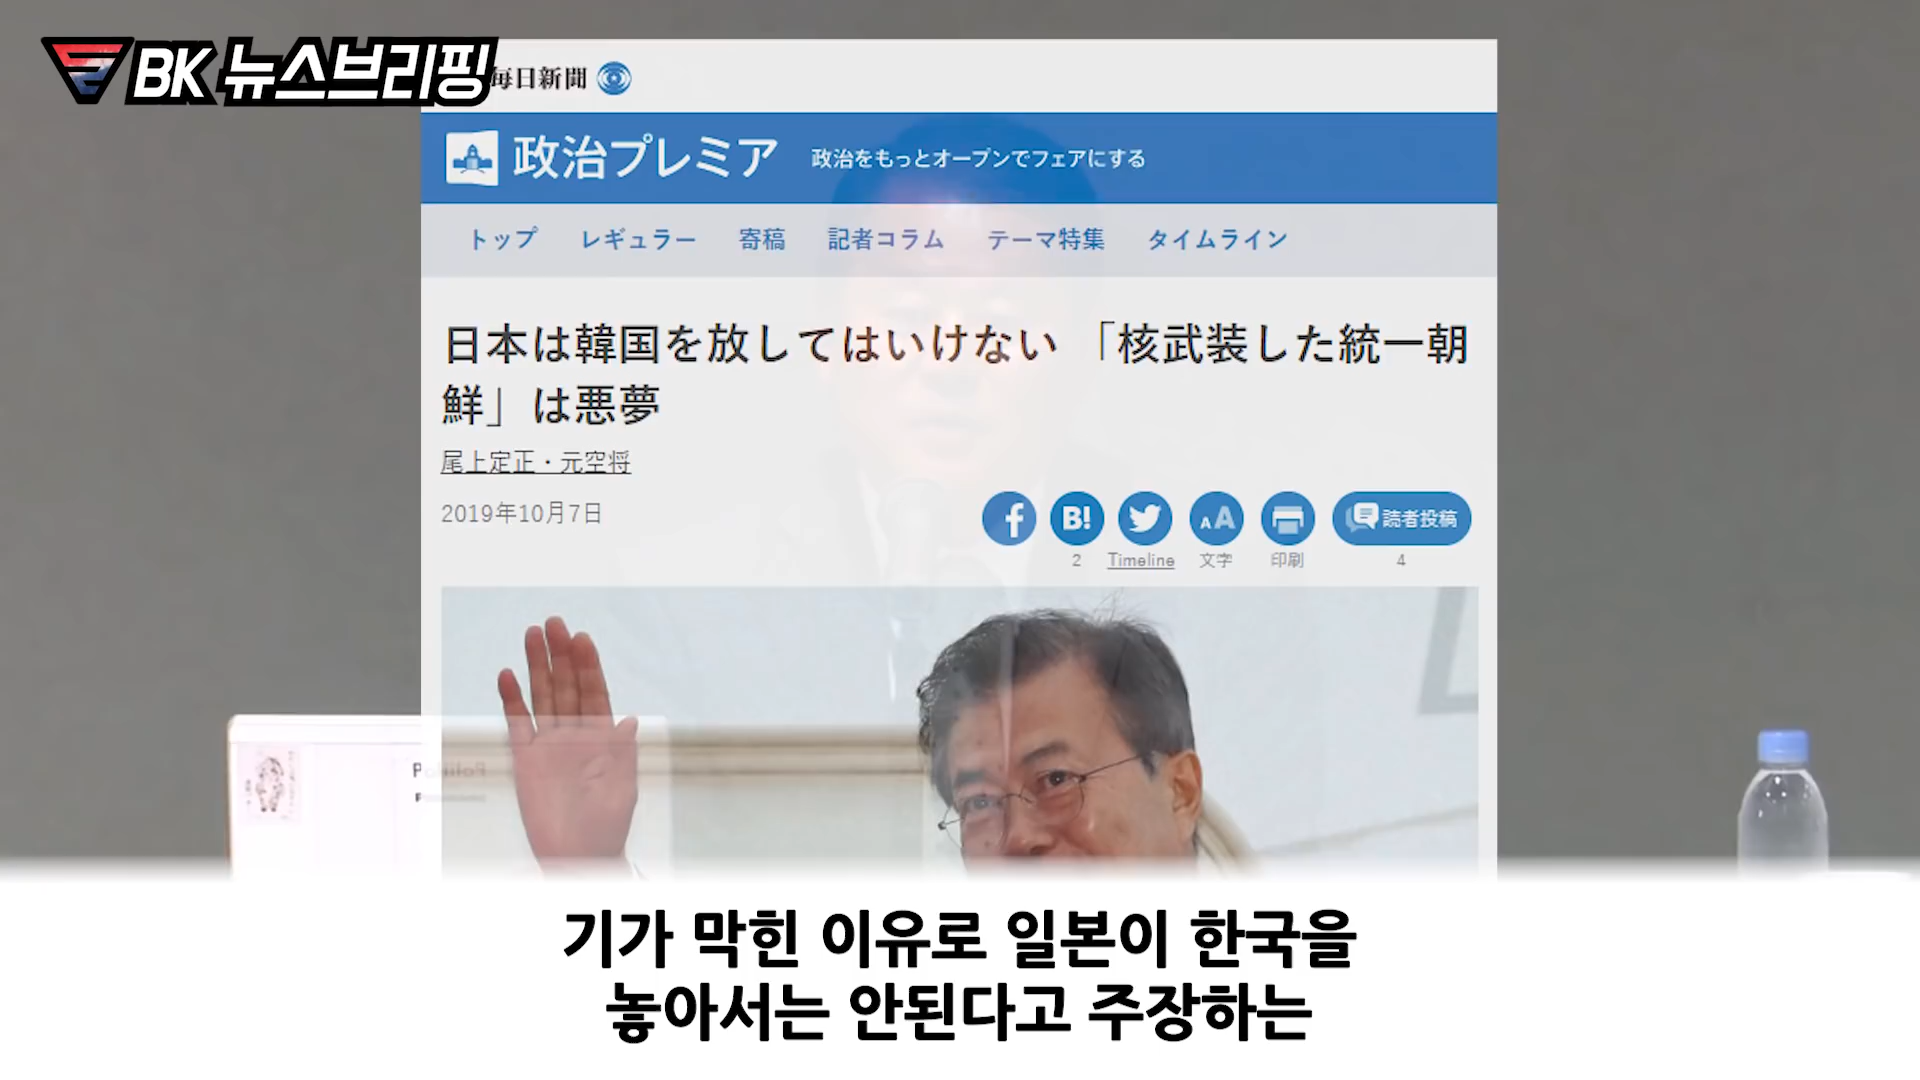 BK 뉴스브리핑
毎日新聞
政治プレミア 政治をもっとオープンでフェアにする
トップ レギュラー 寄稿 記者コラム テーマ特集 タイムライン
日本は韓国を放してはいけない 「核武装した統一朝
鮮」は悪夢
尾上定正・元空将
2019年10月7日
f B! AA 読者投稿
2 Timeline 文字 印刷 4
기가 막힌 이유로 일본이 한국을
놓아서는 안된다고 주장하는